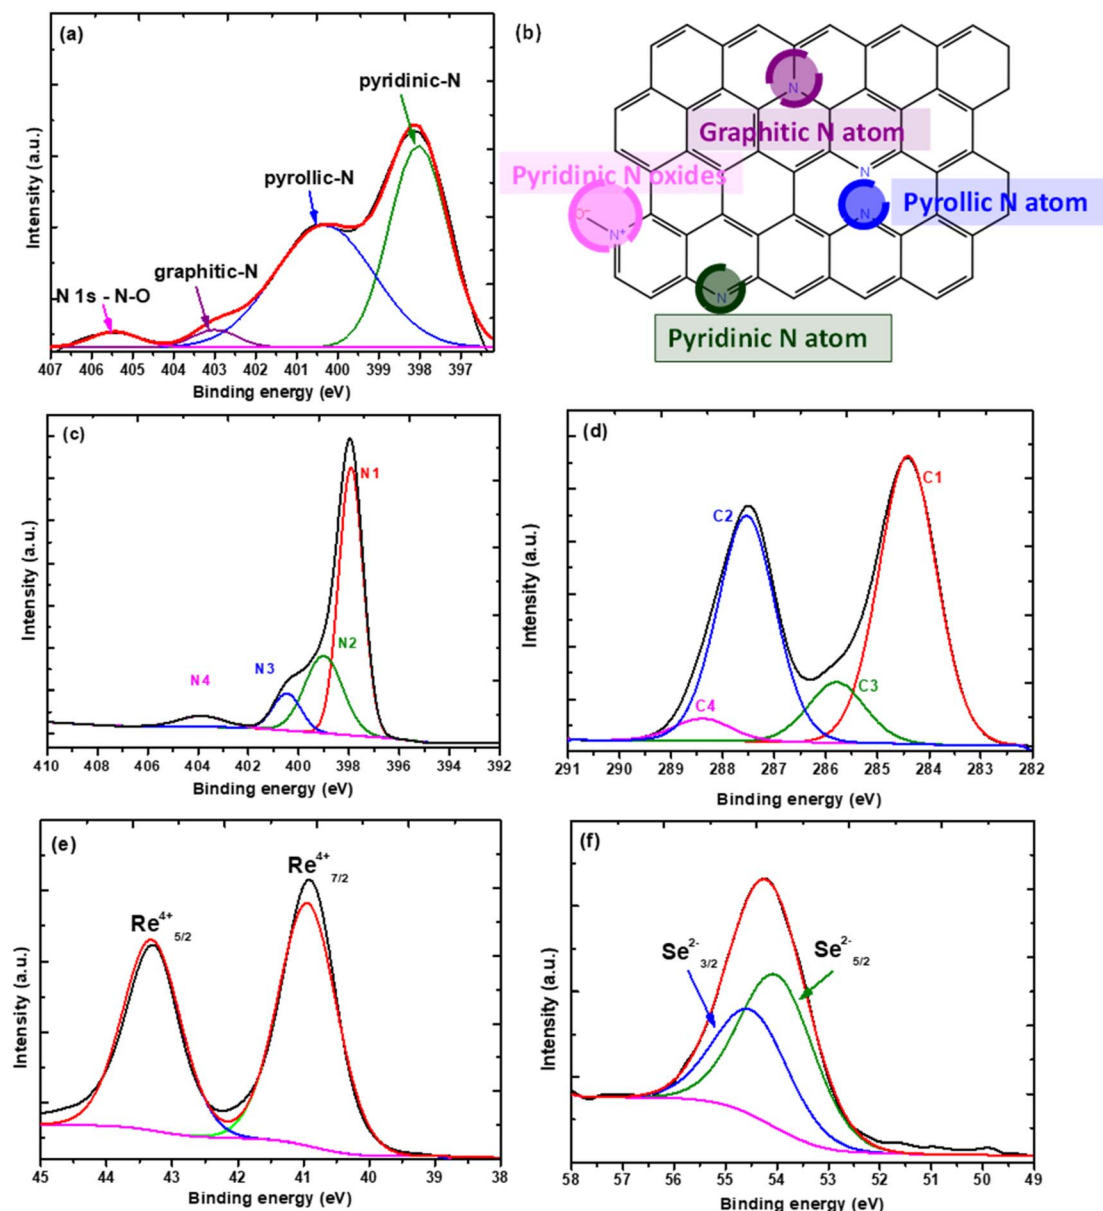 (a)
pyridinic-N
pyrollic-N
graphitic-N
N 1s - N-O
Intensity (a.u.)
407 406 405 404 403 402 401 400 399 398 397
Binding energy (eV)
(b)
N
Graphitic N atom
Pyridinic N oxides
N
O⁻
N
Pyrollic N atom
N⁺
N
Pyridinic N atom
(c)
N1
N2
N3
N4
Intensity (a.u.)
410 408 406 404 402 400 398 396 394 392
Binding energy (eV)
(d)
C1
C2
C3
C4
Intensity (a.u.)
291 290 289 288 287 286 285 284 283 282
Binding energy (eV)
(e)
Re⁴⁺ 7/2
Re⁴⁺ 5/2
Intensity (a.u.)
45 44 43 42 41 40 39 38
Binding energy (eV)
(f)
Se²⁻ 3/2
Se²⁻ 5/2
Intensity (a.u.)
58 57 56 55 54 53 52 51 50 49
Binding energy (eV)